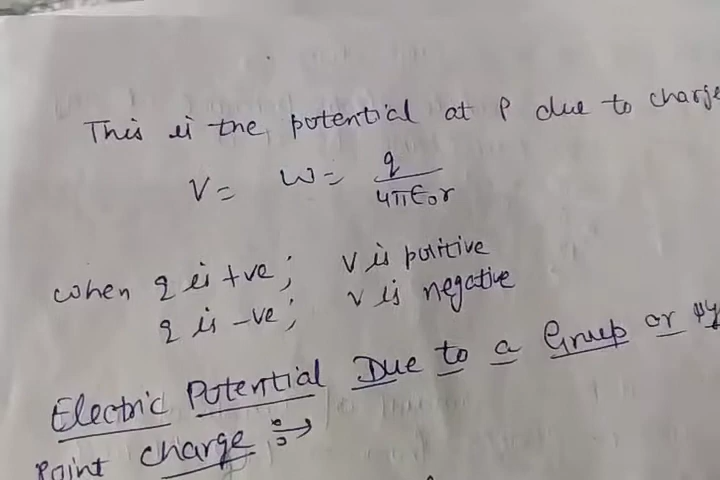 This is the potential at P due to charge
V = W = q / 4πε₀r
when q is +ve ; V is positive
q is -ve ; V is negative
Electric Potential Due to a Group or
Point charge :→